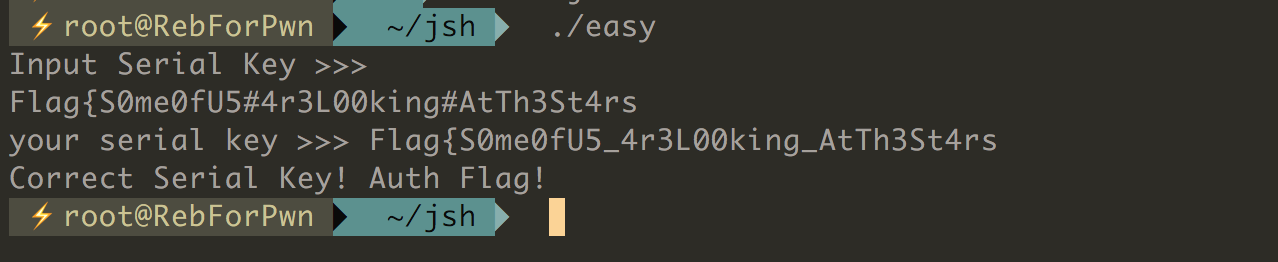 ⚡ root@RebForPwn ~/jsh ./easy
Input Serial Key >>>
Flag{S0me0fU5#4r3L00king#AtTh3St4rs
your serial key >>> Flag{S0me0fU5_4r3L00king_AtTh3St4rs
Correct Serial Key! Auth Flag!
⚡ root@RebForPwn ~/jsh